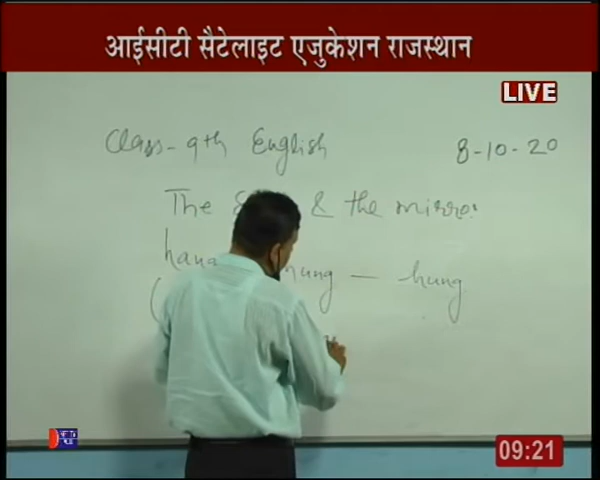 आईसीटी सैटेलाइट एजुकेशन राजस्थान
LIVE
Class - 9th English 8-10-20
The & the mirror
hung — hung
09:21